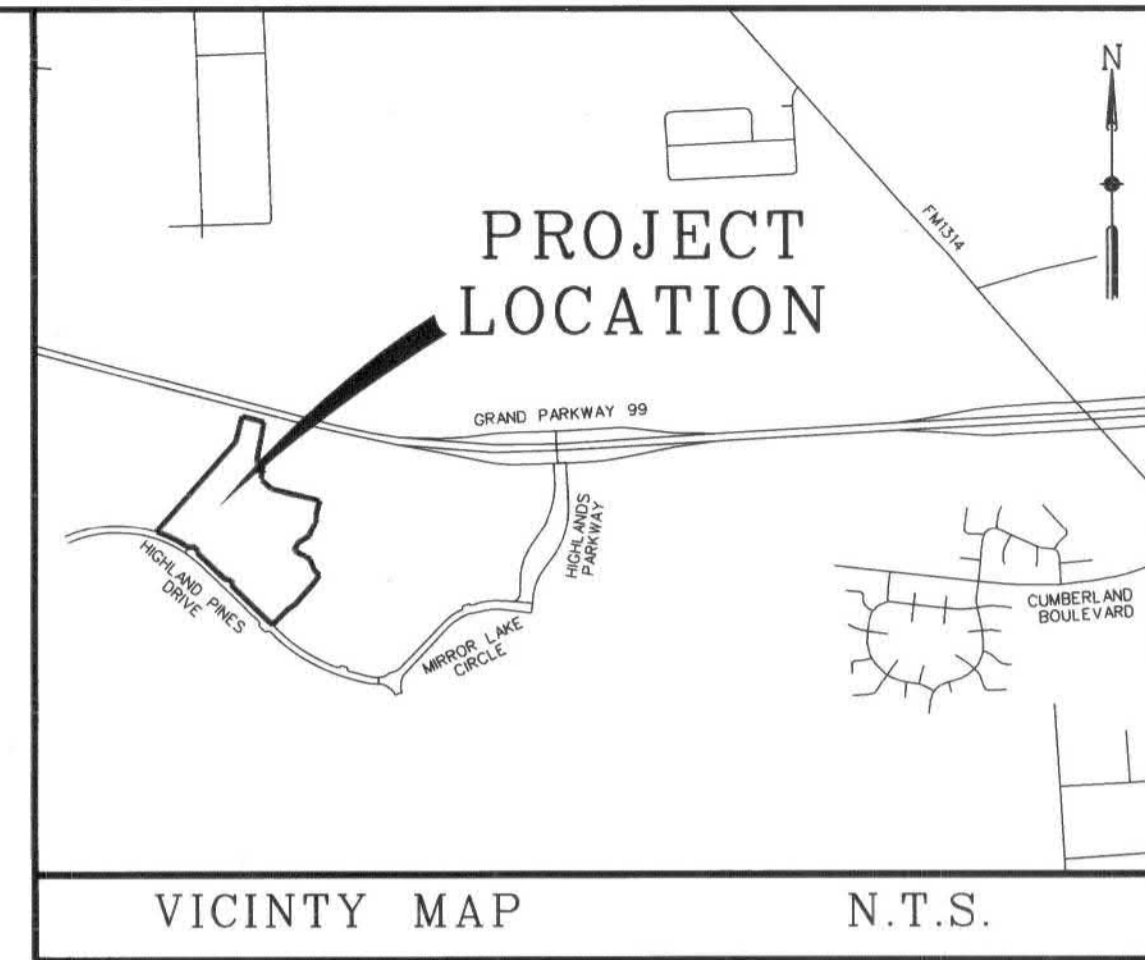 N
FM1314
PROJECT
LOCATION
GRAND PARKWAY 99
HIGHLANDS
PARKWAY
HIGHLAND PINES
DRIVE
MIRROR LAKE
CIRCLE
CUMBERLAND
BOULEVARD
VICINTY MAP
N.T.S.